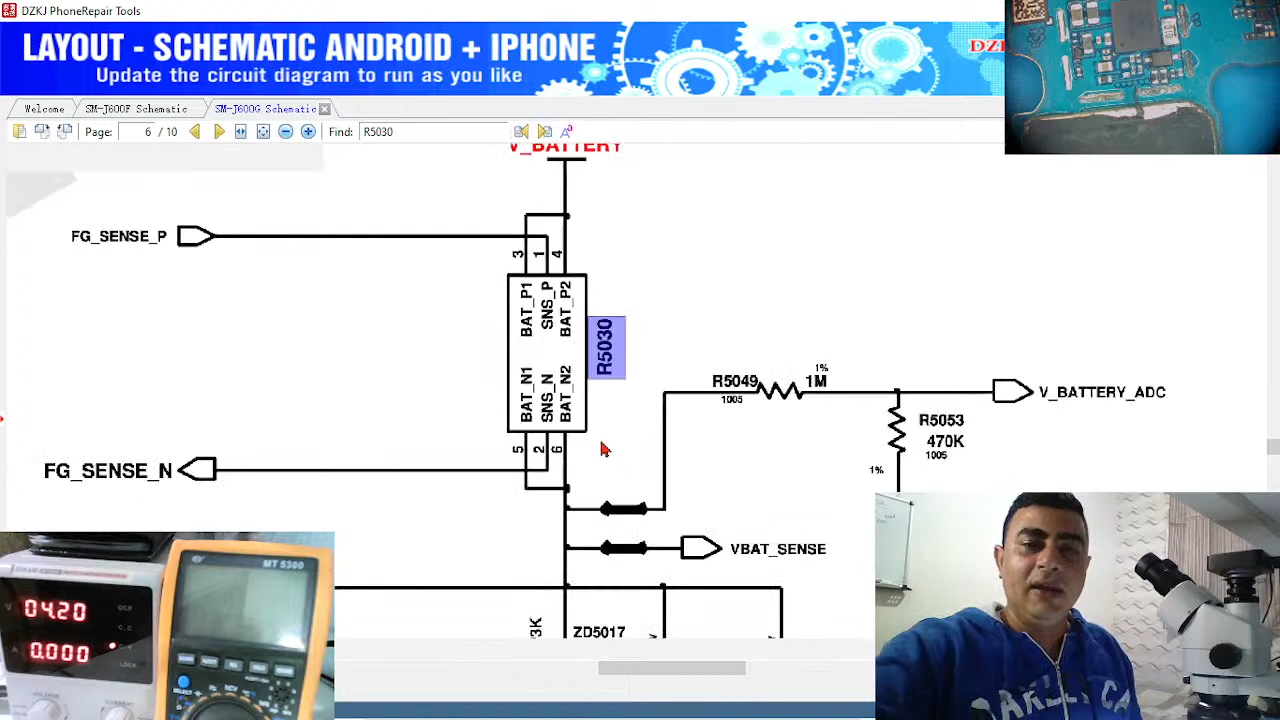 DZKJ PhoneRepair Tools
LAYOUT - SCHEMATIC ANDROID + IPHONE
Update the circuit diagram to run as you like
Welcome
SM-J600F Schematic
SM-J600G Schematic
Page: 6 / 10
Find: R5030
V_BATTERY
FG_SENSE_P
3
1
4
BAT_P1
SNS_P
BAT_P2
R5030
BAT_N1
SNS_N
BAT_N2
5
2
6
FG_SENSE_N
R5049
1005
1%
1M
V_BATTERY_ADC
R5053
470K
1005
1%
VBAT_SENSE
ZD5017
04.20
0.000
MT 5300
SELECT